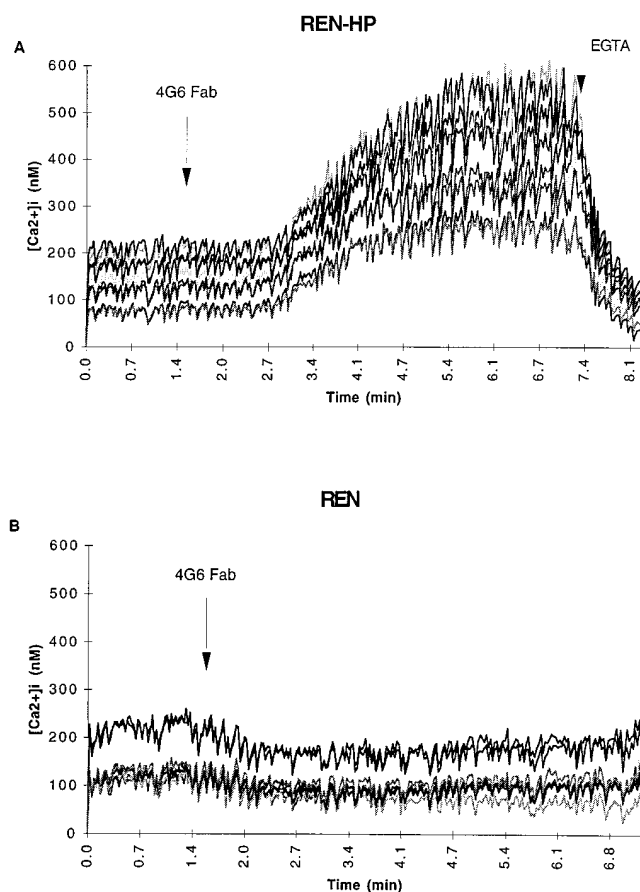 REN-HP
A
EGTA
4G6 Fab
600
500
400
300
200
100
0
[Ca2+]i (nM)
0.0 0.7 1.4 2.0 2.7 3.4 4.1 4.7 5.4 6.1 6.7 7.4 8.1
Time (min)
REN
B
4G6 Fab
600
500
400
300
200
100
0
[Ca2+]i (nM)
0.0 0.7 1.4 2.0 2.7 3.4 4.1 4.7 5.4 6.1 6.8
Time (min)